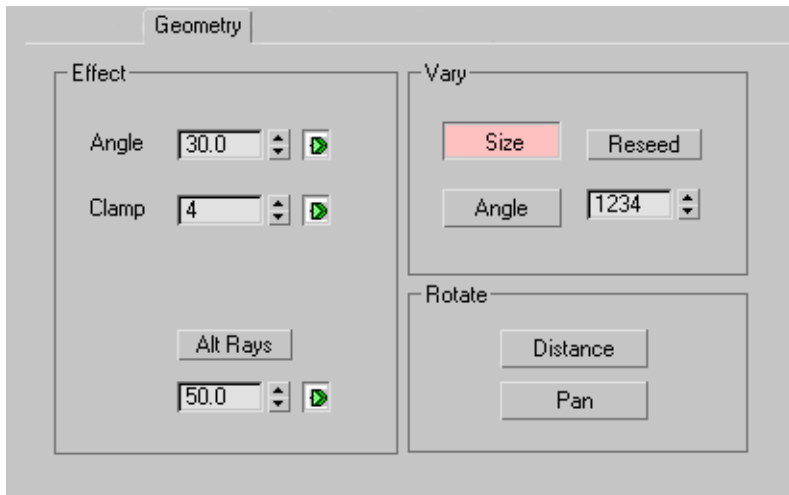 Geometry
Effect
Angle 30.0
Clamp 4
Alt Rays
50.0
Vary
Size Reseed
Angle 1234
Rotate
Distance
Pan